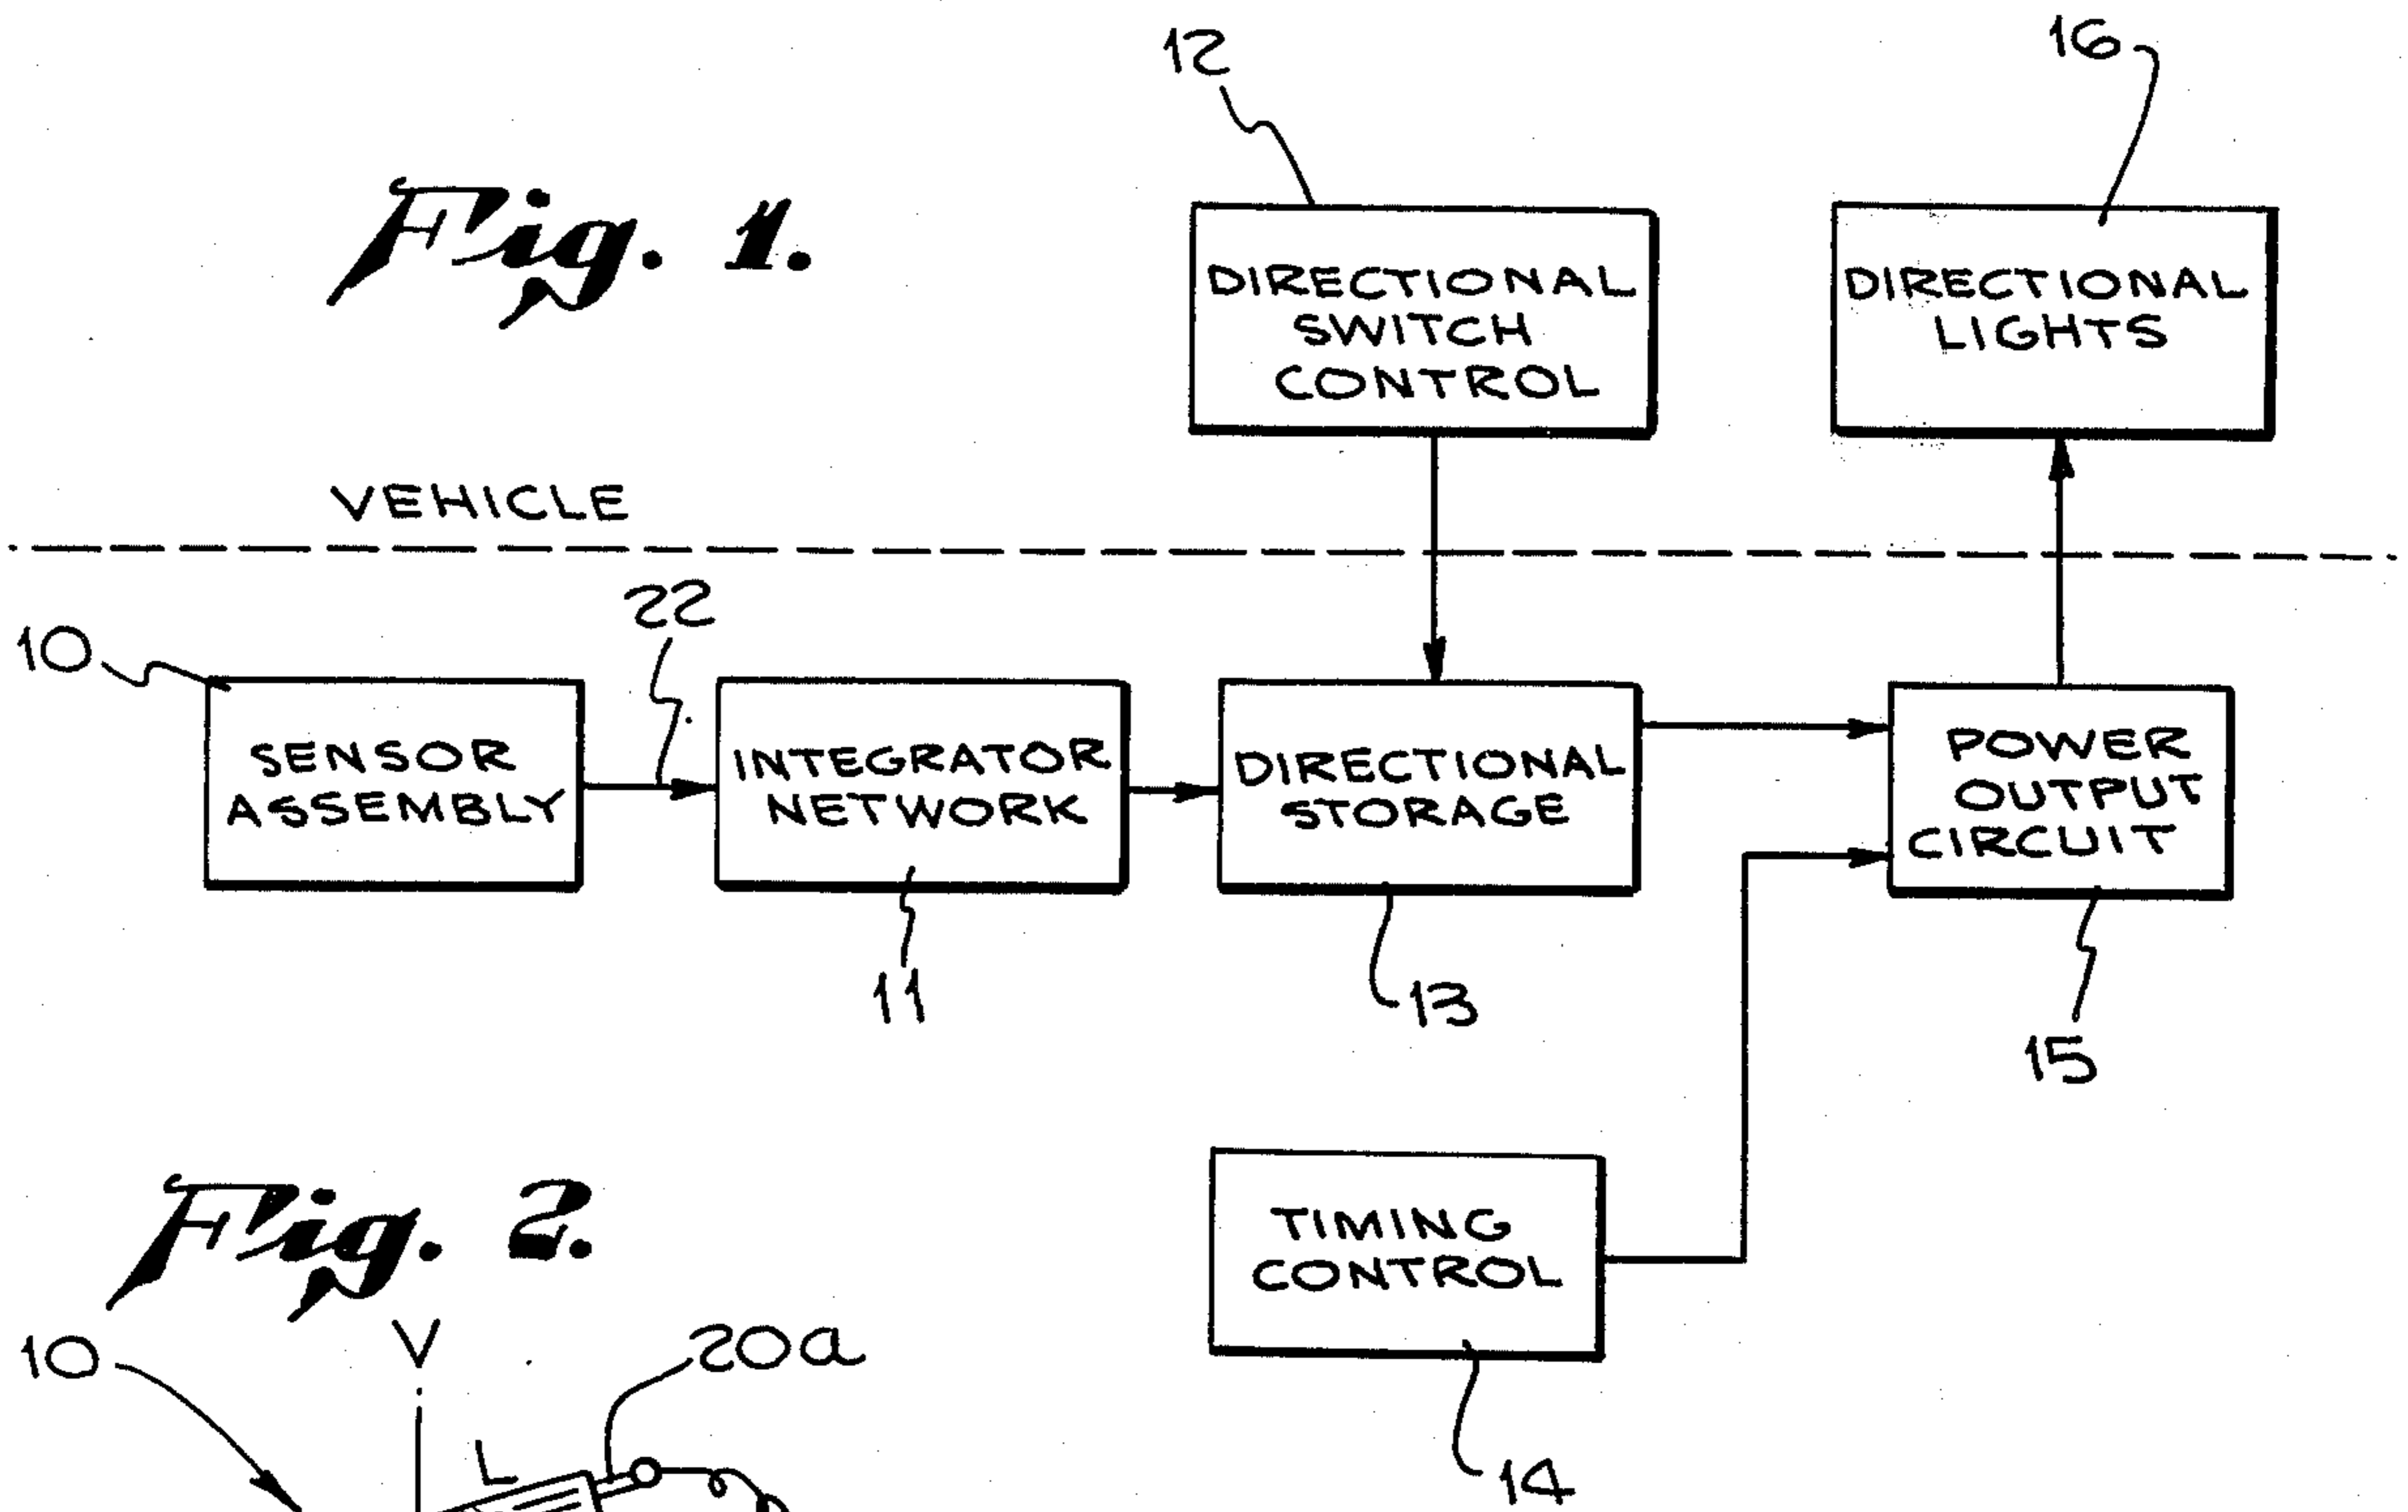 12
16
Fig. 1.
DIRECTIONAL
SWITCH
CONTROL
DIRECTIONAL
LIGHTS
VEHICLE
22
10
SENSOR
ASSEMBLY
INTEGRATOR
NETWORK
DIRECTIONAL
STORAGE
POWER
OUTPUT
CIRCUIT
11
13
15
Fig. 2.
TIMING
CONTROL
10
V
20a
L
14